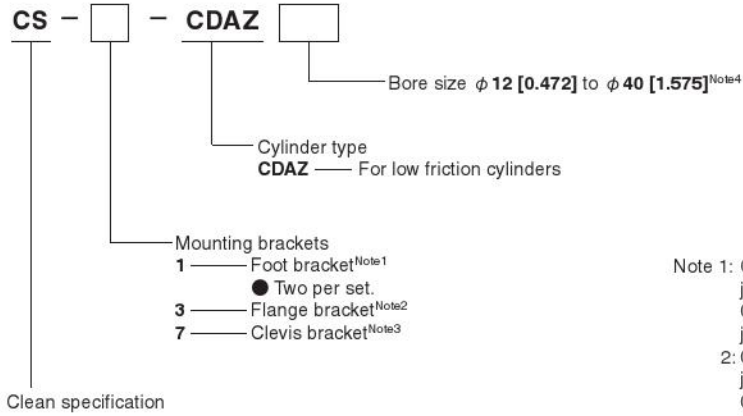 CS – – CDAZ
Bore size φ 12 [0.472] to φ 40 [1.575]Note4
Cylinder type
CDAZ —— For low friction cylinders
Mounting brackets
1 —— Foot bracketNote1
● Two per set.
3 —— Flange bracketNote2
7 —— Clevis bracketNote3
Clean specification
Note 1:
2: